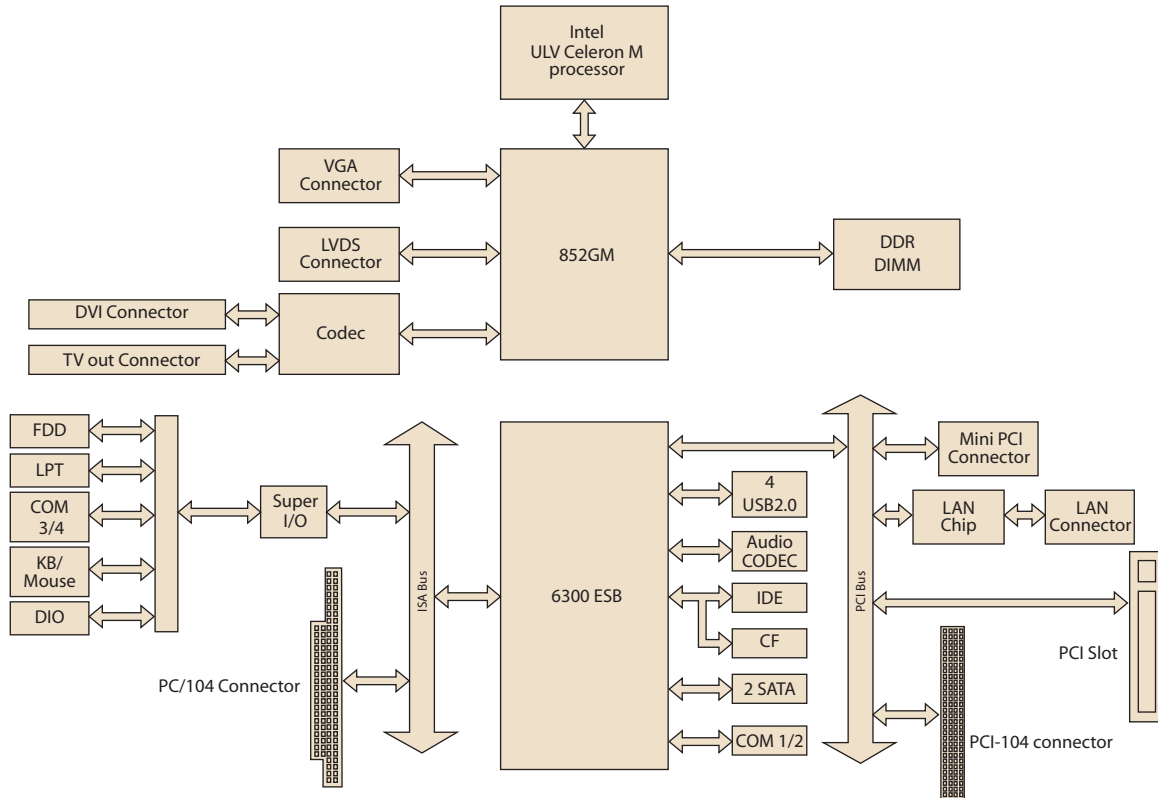 Intel
ULV Celeron M
processor
VGA
Connector
LVDS
Connector
852GM
DDR
DIMM
DVI Connector
Codec
TV out Connector
FDD
LPT
COM
3/4
KB/
Mouse
DIO
Super
I/O
ISA Bus
PC/104 Connector
6300 ESB
4
USB2.0
Audio
CODEC
IDE
CF
2 SATA
COM 1/2
PCI Bus
Mini PCI
Connector
LAN
Chip
LAN
Connector
PCI Slot
PCI-104 connector